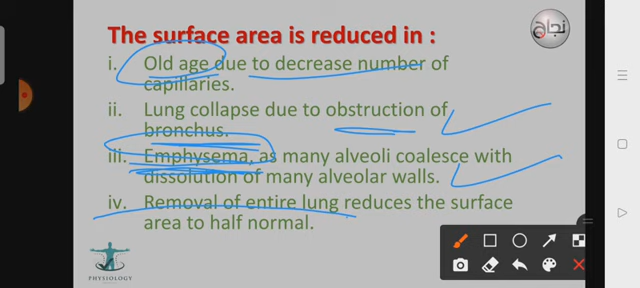 The surface area is reduced in :
i. Old age due to decrease number of
capillaries.
ii. Lung collapse due to obstruction of
bronchus.
iii. Emphysema, as many alveoli coalesce with
dissolution of many alveolar walls.
iv. Removal of entire lung reduces the surface
area to half normal.
نجاح
PHYSIOLOGY